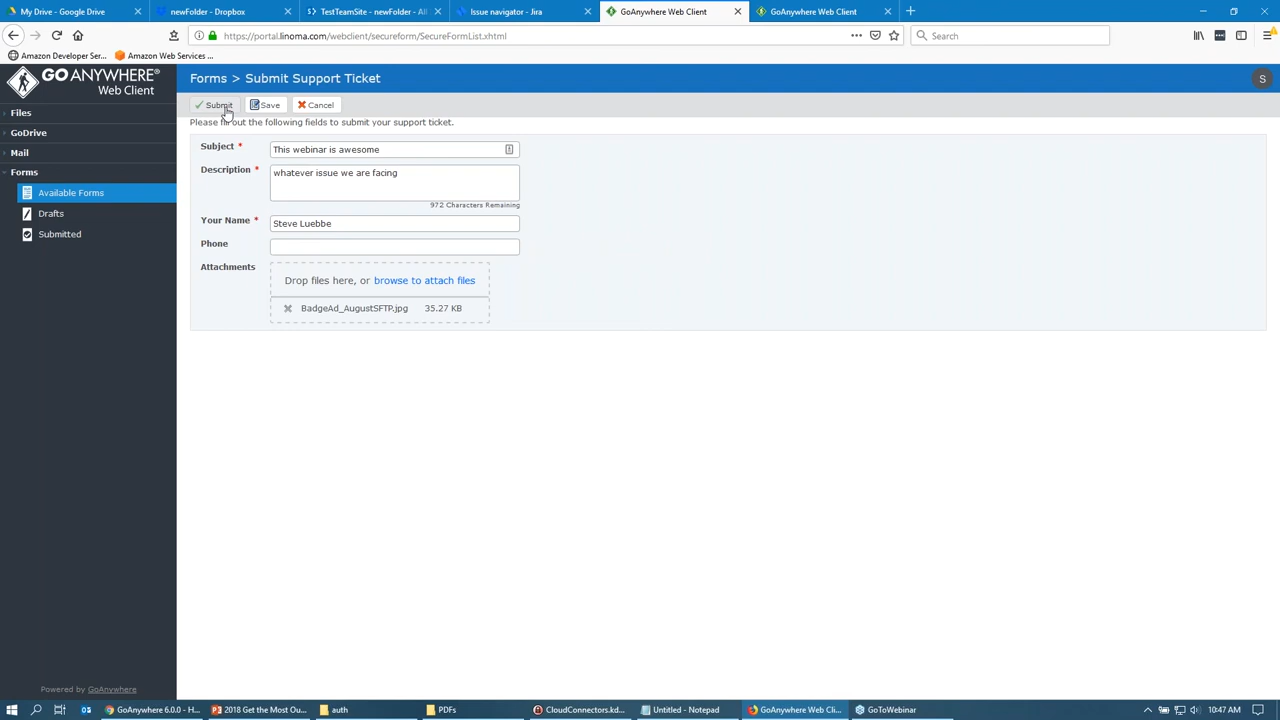 My Drive - Google Drive
newFolder - Dropbox
TestTeamSite - newFolder - All
Issue navigator - Jira
GoAnywhere Web Client
GoAnywhere Web Client
https://portal.linoma.com/webclient/secureform/SecureFormList.xhtml
Search
Amazon Developer Ser...
Amazon Web Services ...
GO ANYWHERE®
Web Client
Forms > Submit Support Ticket
S
Submit
Save
Cancel
Please fill out the following fields to submit your support ticket.
Files
GoDrive
Mail
Forms
Available Forms
Drafts
Submitted
Subject *
This webinar is awesome
Description *
whatever issue we are facing
972 Characters Remaining
Your Name *
Steve Luebbe
Phone
Attachments
Drop files here, or browse to attach files
BadgeAd_AugustSFTP.jpg 35.27 KB
Powered by GoAnywhere
GoAnywhere 6.0.0 - H...
2018 Get the Most Ou...
auth
PDFs
CloudConnectors.kd...
Untitled - Notepad
GoAnywhere Web Cli...
GoToWebinar
10:47 AM